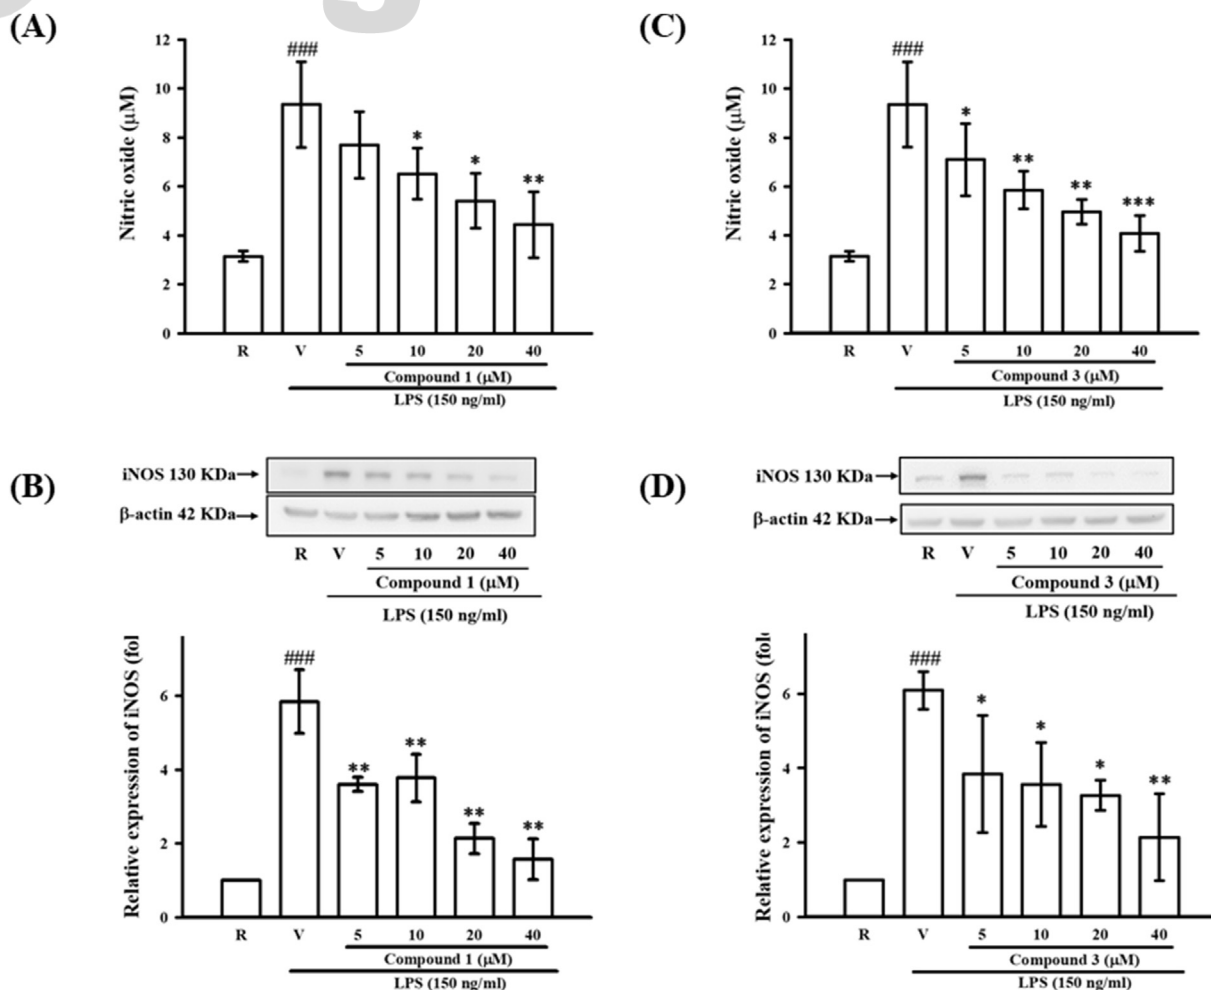 (A)
###
*
*
**
12
10
8
6
4
2
0
Nitric oxide (μM)
R V 5 10 20 40
Compound 1 (μM)
LPS (150 ng/ml)
(C)
###
*
**
**
***
12
10
8
6
4
2
0
Nitric oxide (μM)
R V 5 10 20 40
Compound 3 (μM)
LPS (150 ng/ml)
(B)
iNOS 130 KDa
β-actin 42 KDa
R V 5 10 20 40
Compound 1 (μM)
LPS (150 ng/ml)
###
**
**
**
**
6
4
2
0
Relative expression of iNOS (fol
R V 5 10 20 40
Compound 1 (μM)
LPS (150 ng/ml)
(D)
iNOS 130 KDa
β-actin 42 KDa
R V 5 10 20 40
Compound 3 (μM)
LPS (150 ng/ml)
###
*
*
*
**
6
4
2
0
Relative expression of iNOS (fol
R V 5 10 20 40
Compound 3 (μM)
LPS (150 ng/ml)